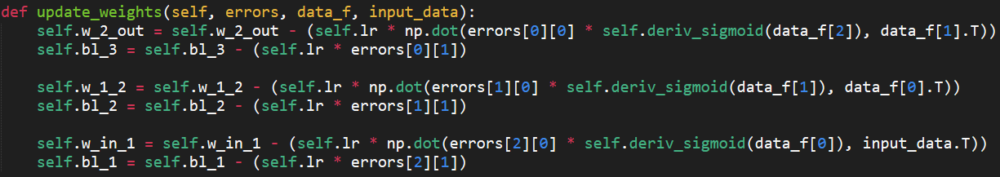 def update_weights(self, errors, data_f, input_data):
    self.w_2_out = self.w_2_out - (self.lr * np.dot(errors[0][0] * self.deriv_sigmoid(data_f[2]), data_f[1].T))
    self.bl_3 = self.bl_3 - (self.lr * errors[0][1])

    self.w_1_2 = self.w_1_2 - (self.lr * np.dot(errors[1][0] * self.deriv_sigmoid(data_f[1]), data_f[0].T))
    self.bl_2 = self.bl_2 - (self.lr * errors[1][1])

    self.w_in_1 = self.w_in_1 - (self.lr * np.dot(errors[2][0] * self.deriv_sigmoid(data_f[0]), input_data.T))
    self.bl_1 = self.bl_1 - (self.lr * errors[2][1])